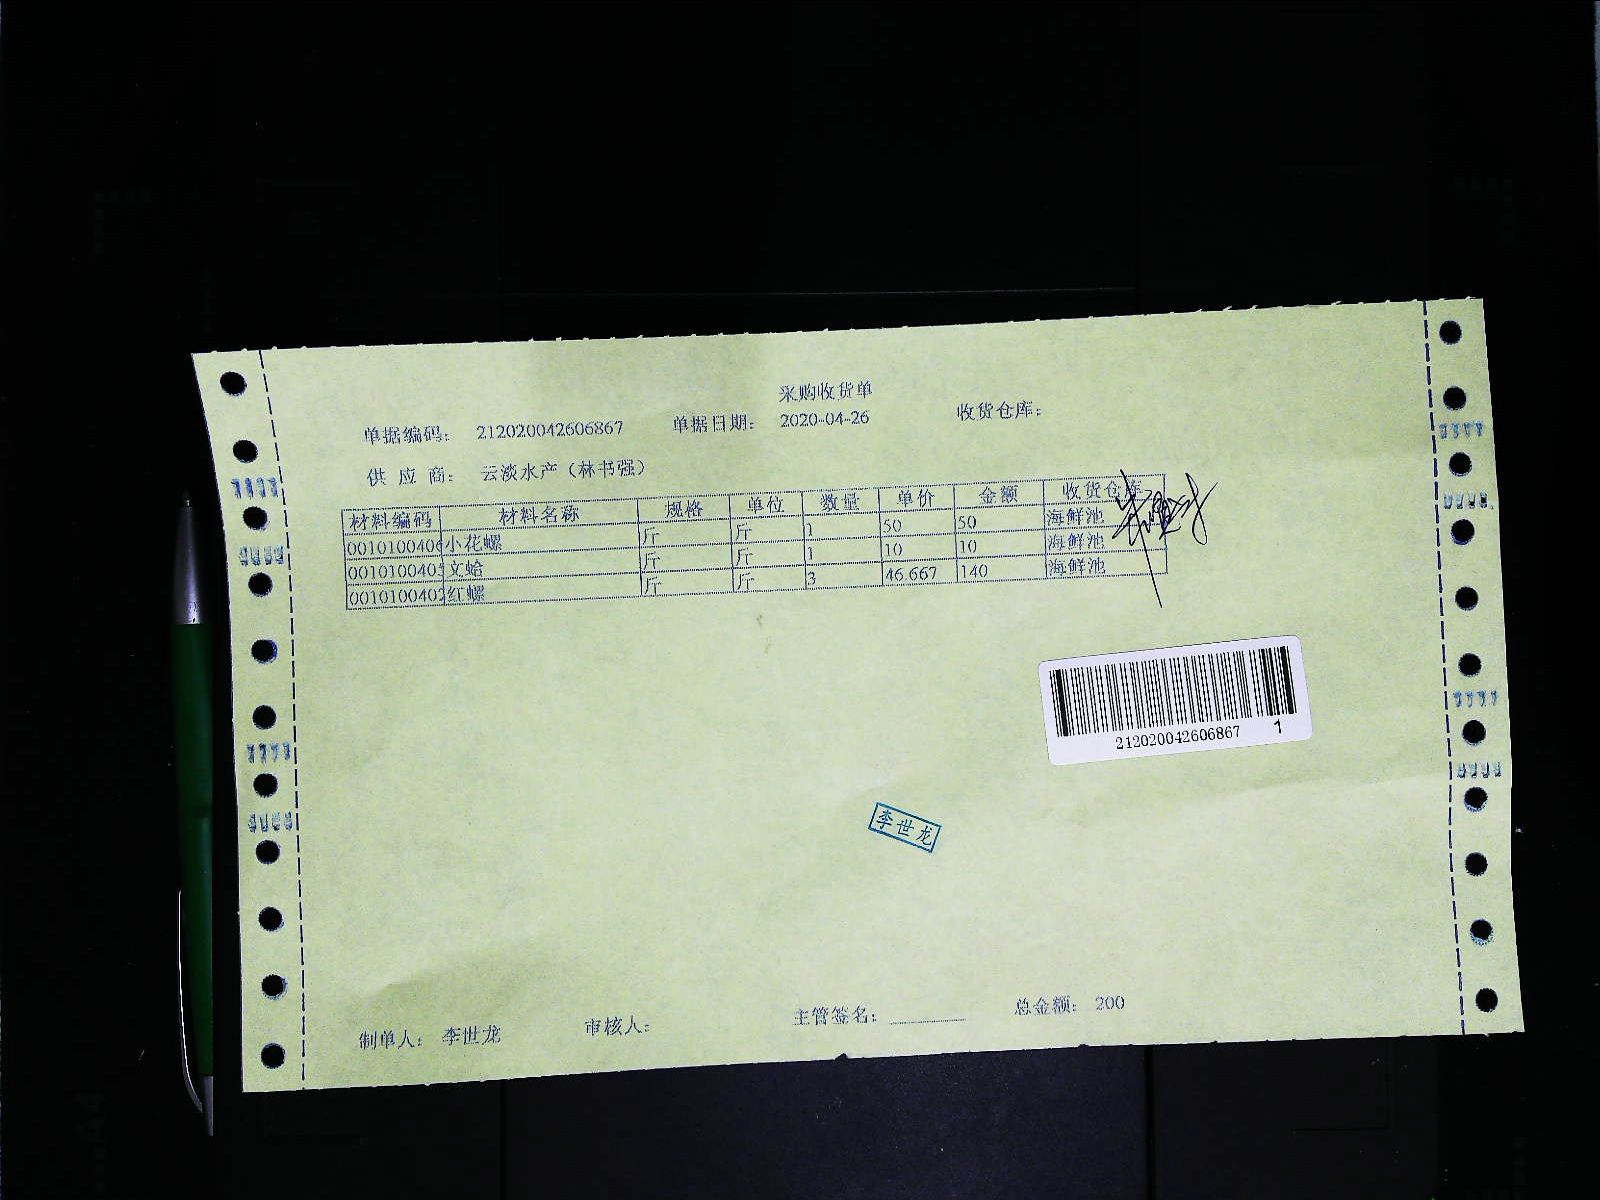 采购收货单
单据编码： 212020042606867 单据日期： 2020-04-26 收货仓库：
供 应 商： 云淡水产（林书强）
材料编码 材料名称 规格 单位 数量 单价 金额 收货仓库
0010100406 小花螺 斤 斤 1 50 50 海鲜池
001010040 文蛤 斤 斤 1 10 10 海鲜池
001010040 红螺 斤 斤 3 46.667 140 海鲜池
212020042606867 1
李世龙
制单人： 李世龙 审核人： 主管签名： 总金额： 200